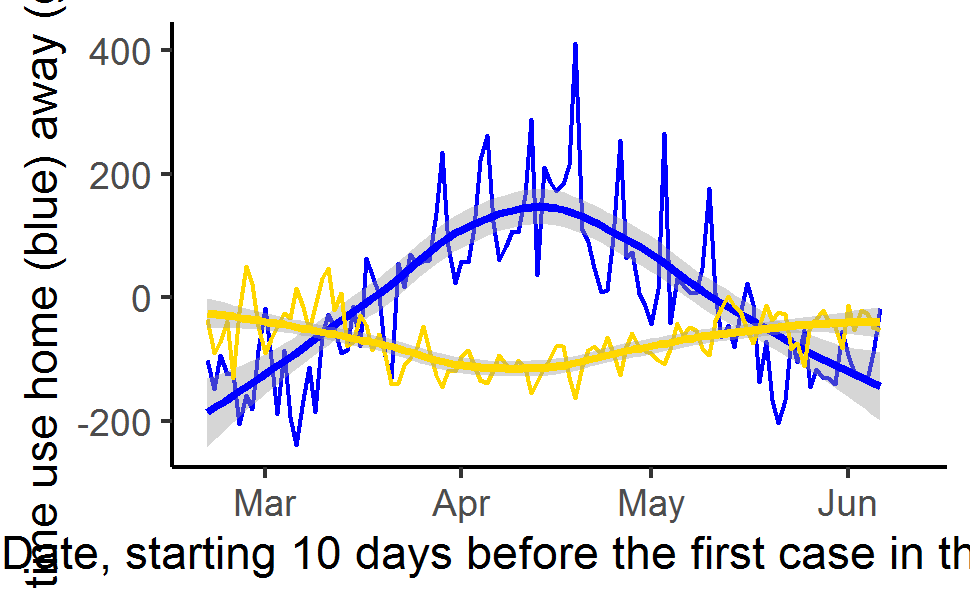 time use home (blue) away (
400
200
0
-200
Mar Apr May Jun
Date, starting 10 days before the first case in th